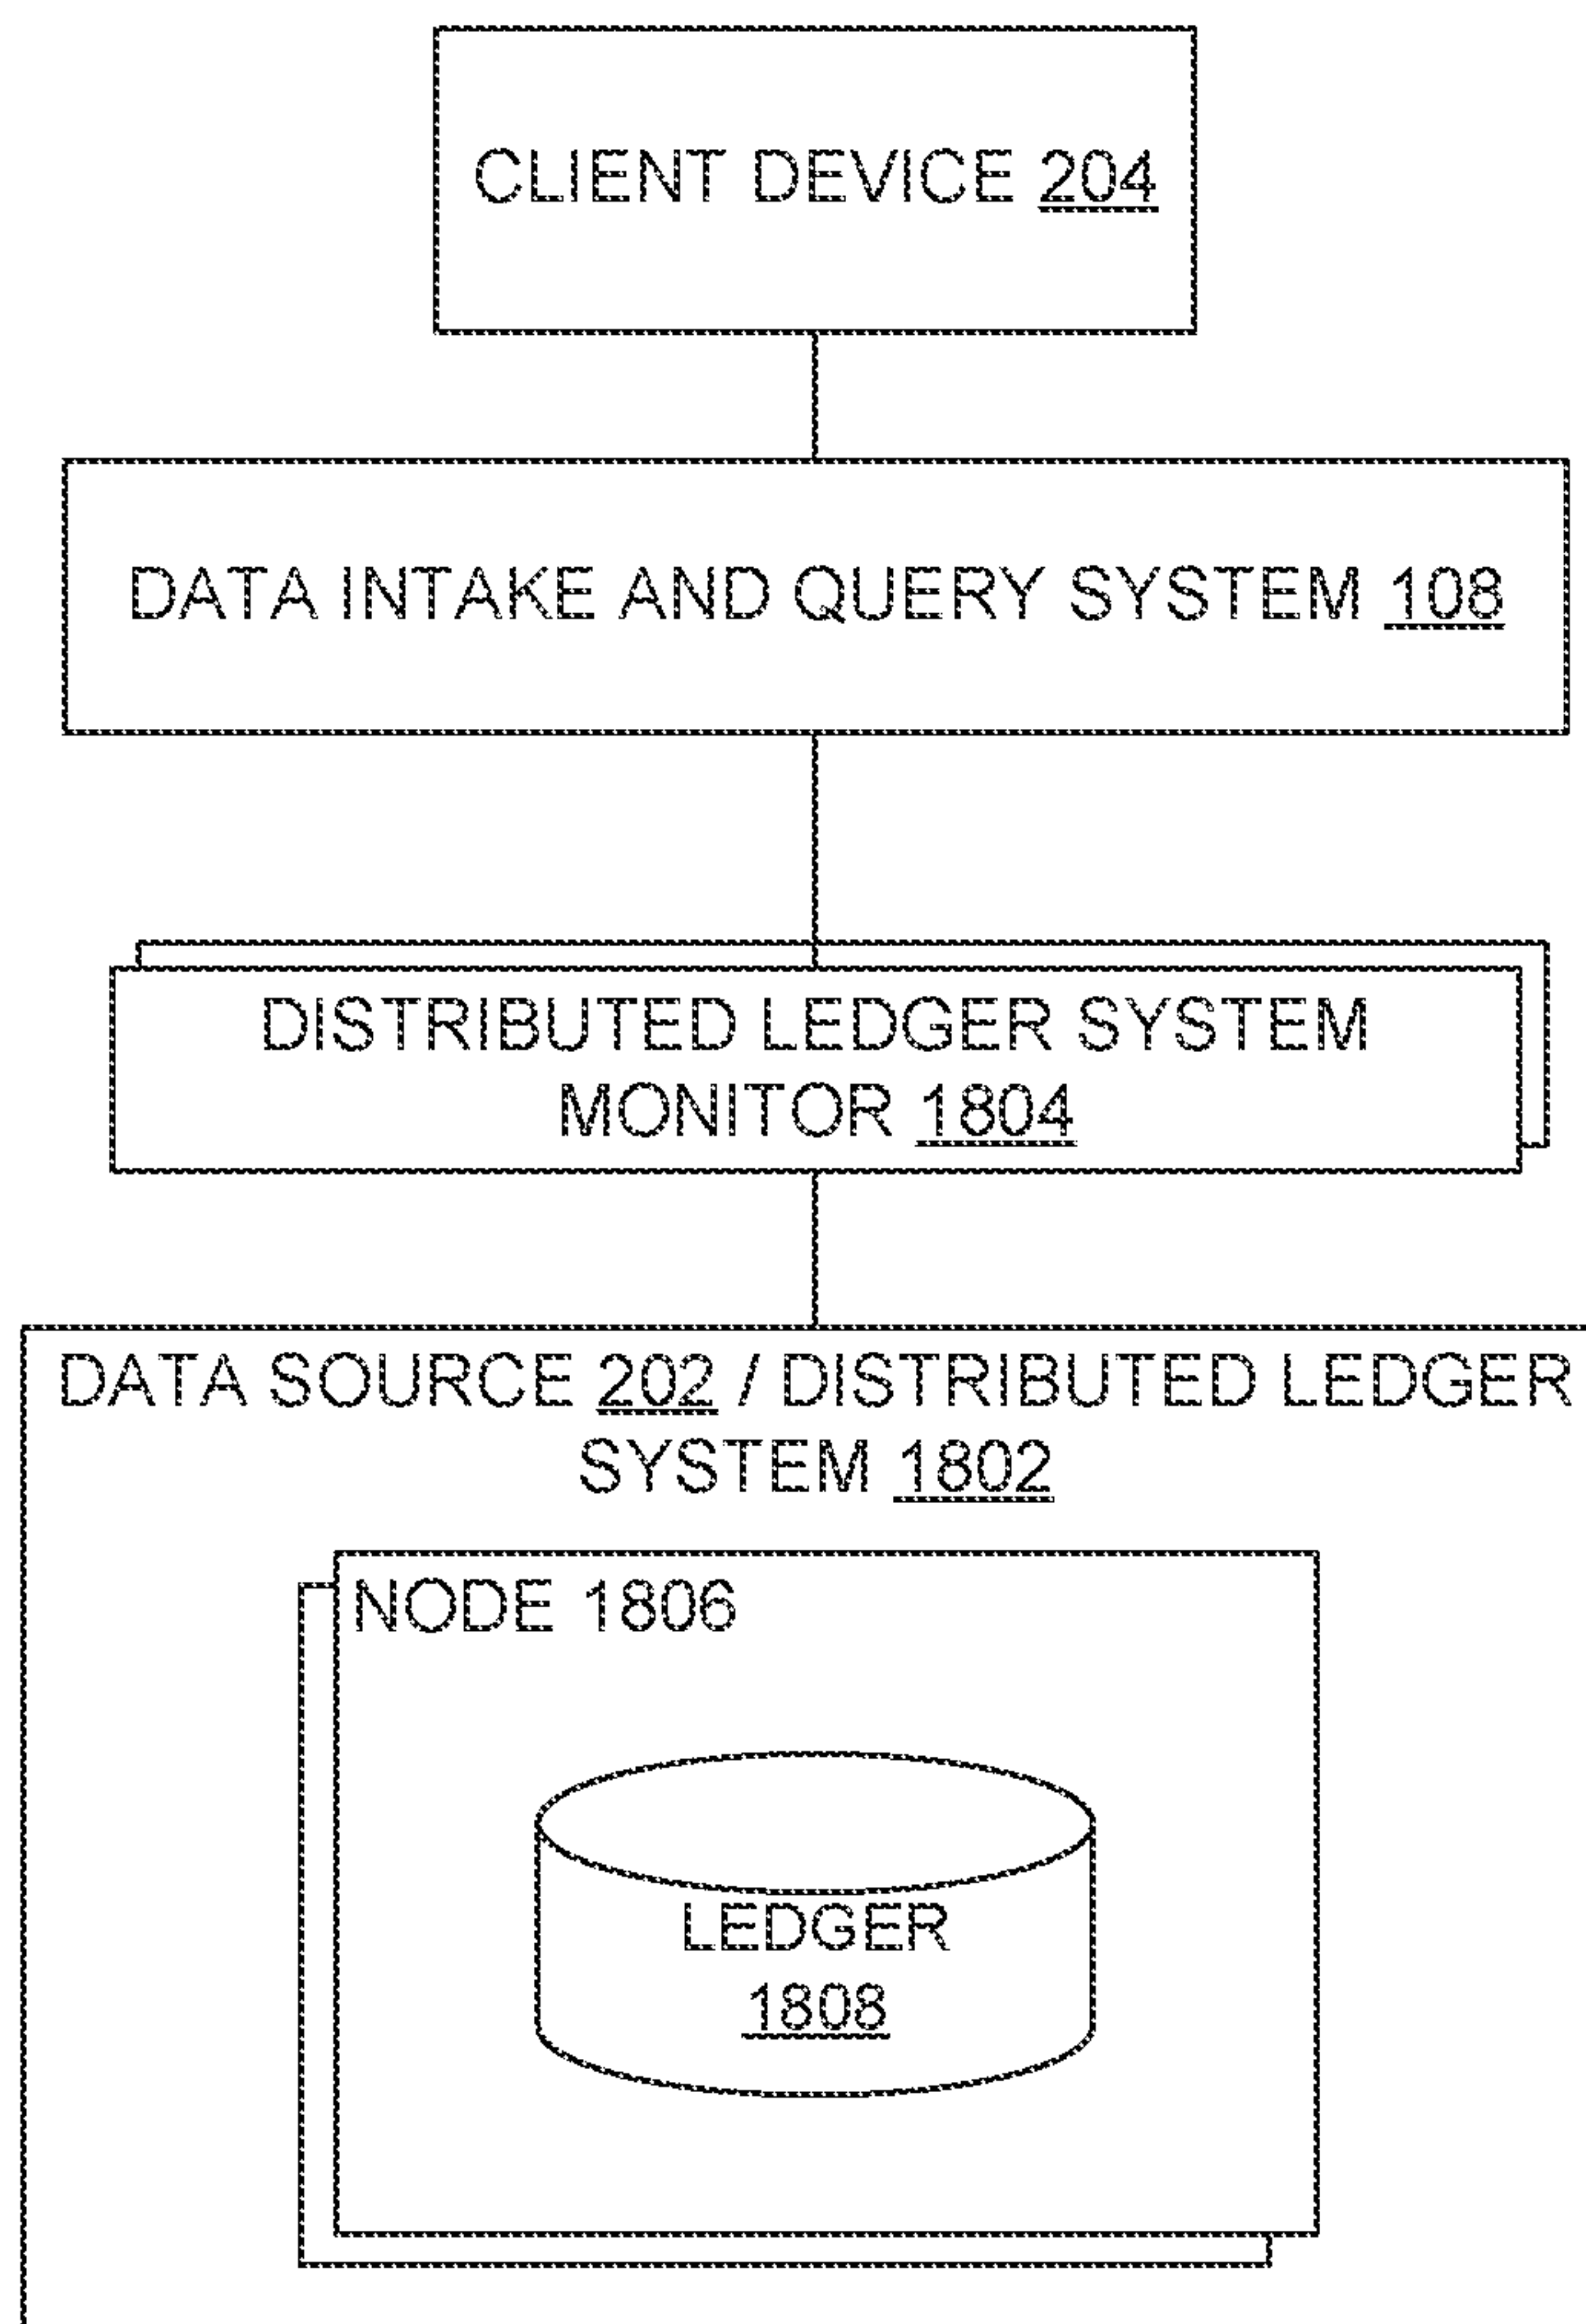 CLIENT DEVICE 204
DATA INTAKE AND QUERY SYSTEM 108
DISTRIBUTED LEDGER SYSTEM
MONITOR 1804
DATA SOURCE 202 / DISTRIBUTED LEDGER
SYSTEM 1802
NODE 1806
LEDGER
1808